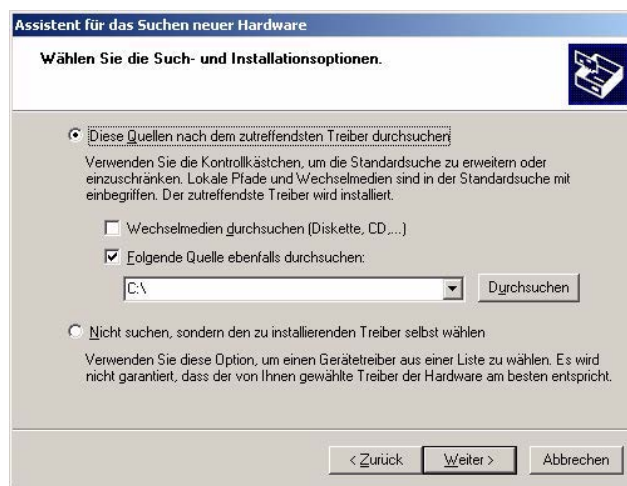 Assistent für das Suchen neuer Hardware
Wählen Sie die Such- und Installationsoptionen.
Diese Quellen nach dem zutreffendsten Treiber durchsuchen
Verwenden Sie die Kontrollkästchen, um die Standardsuche zu erweitern oder
einzuschränken. Lokale Pfade und Wechselmedien sind in der Standardsuche mit
einbegriffen. Der zutreffendste Treiber wird installiert.
Wechselmedien durchsuchen (Diskette, CD,...)
Folgende Quelle ebenfalls durchsuchen:
C:\ Durchsuchen
Nicht suchen, sondern den zu installierenden Treiber selbst wählen
Verwenden Sie diese Option, um einen Gerätetreiber aus einer Liste zu wählen. Es wird
nicht garantiert, dass der von Ihnen gewählte Treiber der Hardware am besten entspricht.
< Zurück Weiter > Abbrechen